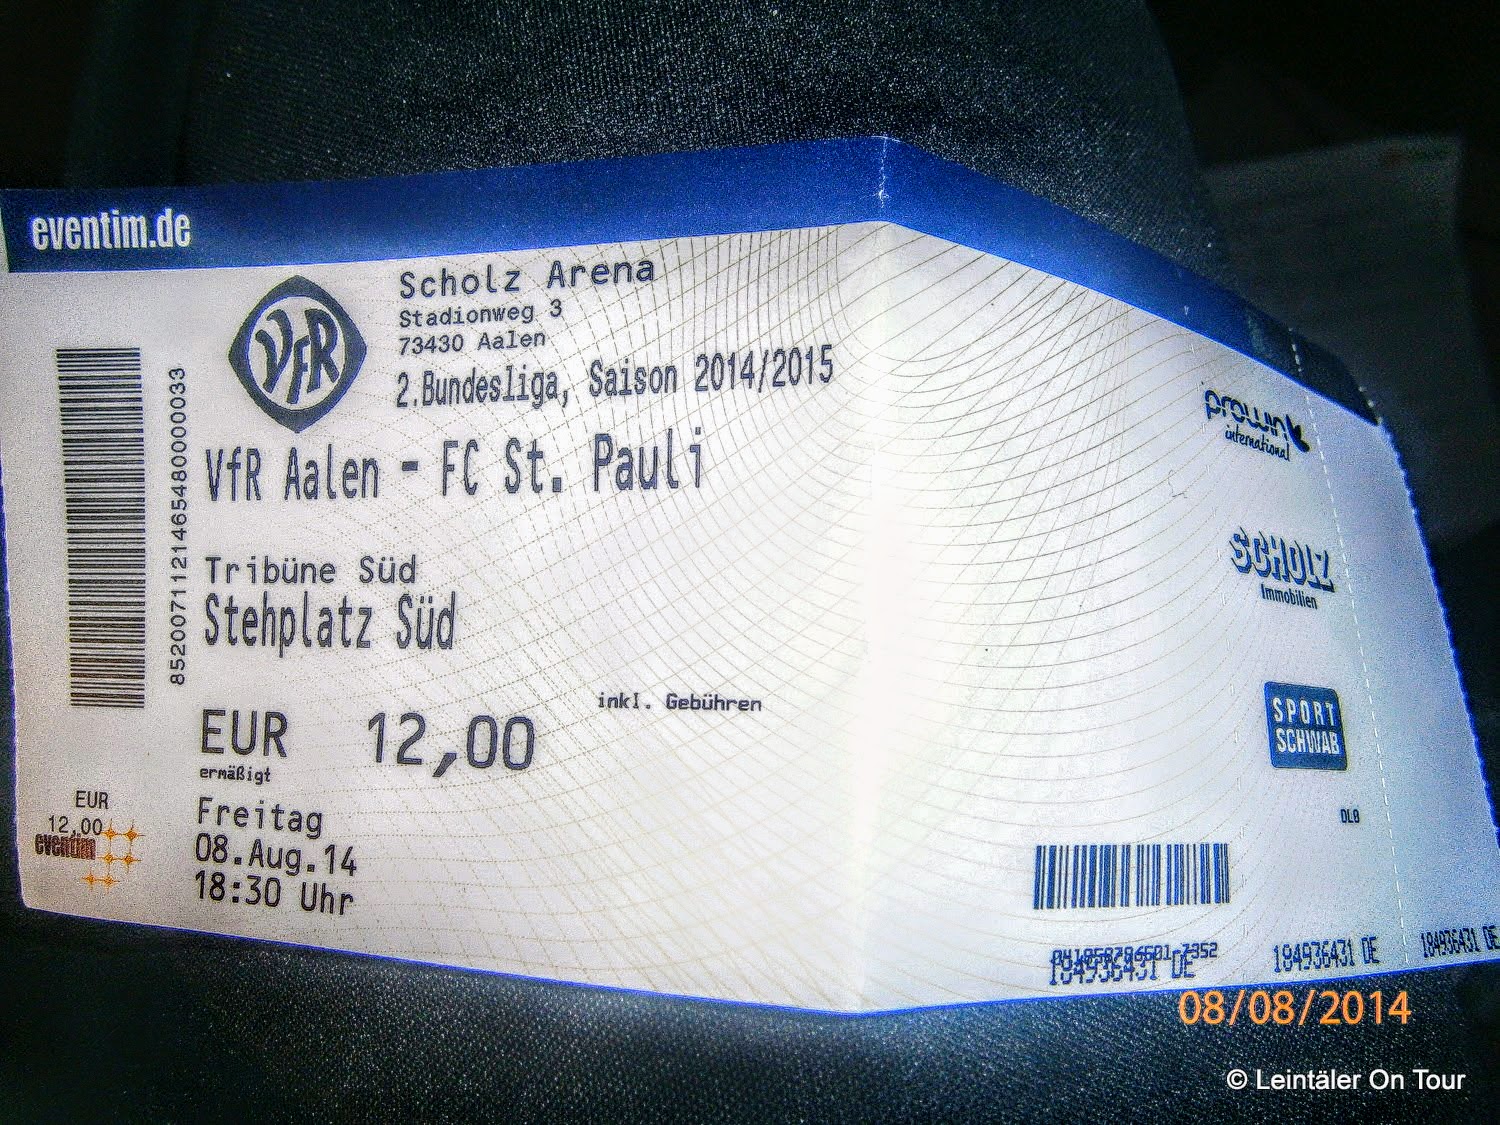 eventim.de
VfR
Scholz Arena
Stadionweg 3
73430 Aalen
2.Bundesliga, Saison 2014/2015
VfR Aalen - FC St. Pauli
Tribüne Süd
Stehplatz Süd
EUR 12,00 inkl. Gebühren
ermäßigt
Freitag
08.Aug.14
18:30 Uhr
8520071121465480000033
EUR
12,00
eventim
prowin
international
SCHOLZ
Immobilien
SPORT
SCHWAB
DLB
184936431 DE
184936431 DE
184936431 DE
08/08/2014
© Leintäler On Tour